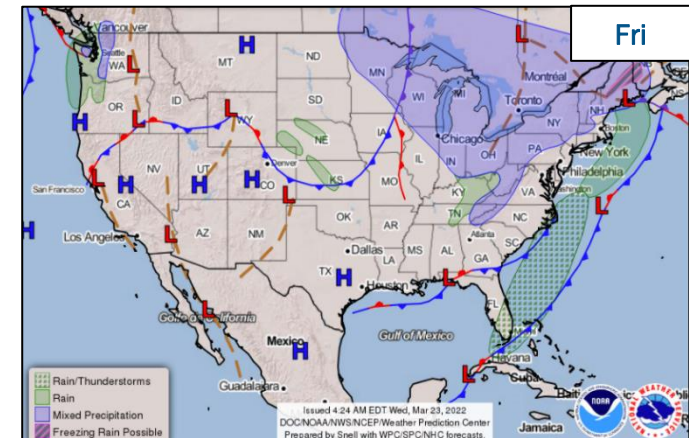 Fri
Vancouver
Seattle
WA
MT
ND
MN
Montréal
OR
ID
SD
WI
MI
Toronto
NH
WY
NY
Boston
IA
Chicago
NE
New York
NV
UT
Denver
IL
IN
OH
PA
Philadelphia
San Francisco
CO
KS
MO
KY
VA
Washington
CA
TN
NC
Los Angeles
AZ
NM
OK
AR
Atlanta
SC
Dallas
MS
AL
GA
LA
TX
Houston
FL
Golfo de California
Gulf of Mexico
Mexico
Havana
Cuba
Guadalajara
Jamaica
H
H
H
H
H
H
H
H
L
L
L
L
L
L
L
L
L
L
L
L
Rain/Thunderstorms
Rain
Mixed Precipitation
Freezing Rain Possible
Issued 4:24 AM EDT Wed, Mar 23, 2022
DOC/NOAA/NWS/NCEP/Weather Prediction Center
Prepared by Snell with WPC/SPC/NHC forecasts.
NOAA